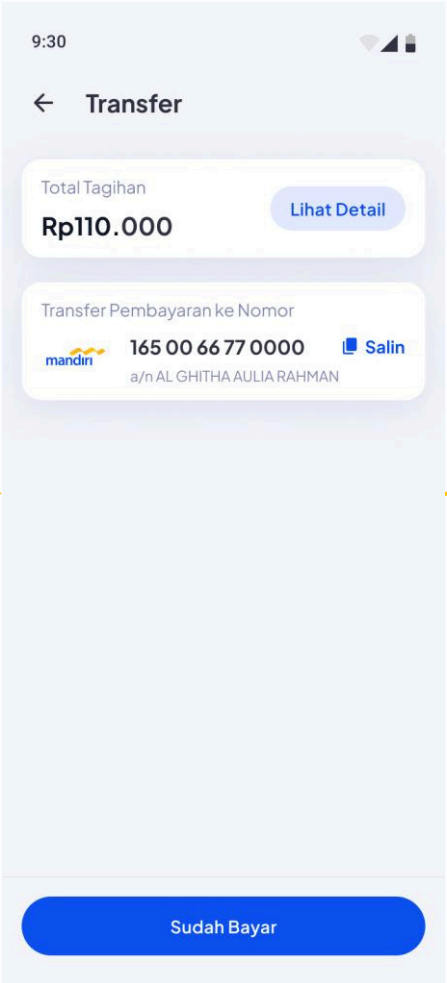 9:30
Transfer
Total Tagihan
Rp110.000
Lihat Detail
Transfer Pembayaran ke Nomor
mandiri
165 00 66 77 0000
Salin
a/n AL GHITHA AULIA RAHMAN
Sudah Bayar